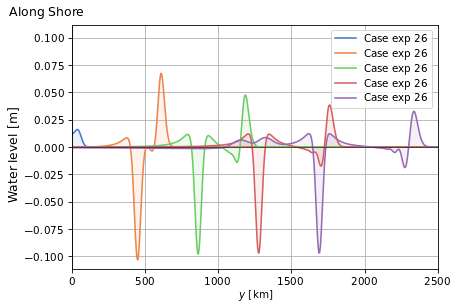 Along Shore
Water level [m]
0.100
0.075
0.050
0.025
0.000
−0.025
−0.050
−0.075
−0.100
Case exp 26
Case exp 26
Case exp 26
Case exp 26
Case exp 26
0
500
1000
1500
2000
2500
y [km]